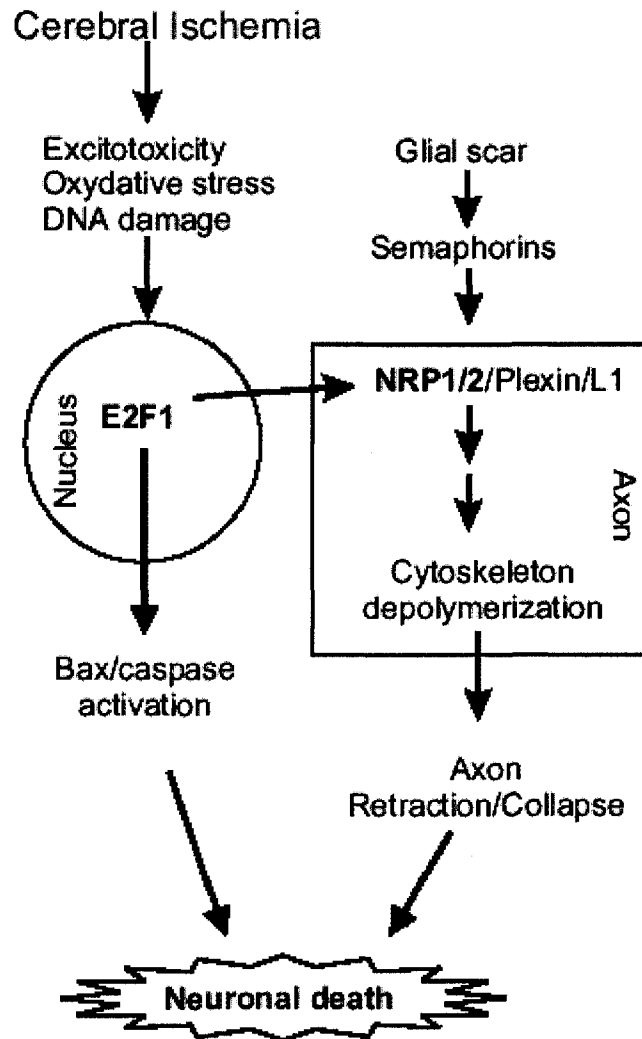 Cerebral Ischemia
Excitotoxicity
Oxydative stress
DNA damage
Glial scar
Semaphorins
Nucleus
E2F1
NRP1/2/Plexin/L1
Axon
Cytoskeleton
depolymerization
Bax/caspase
activation
Axon
Retraction/Collapse
Neuronal death